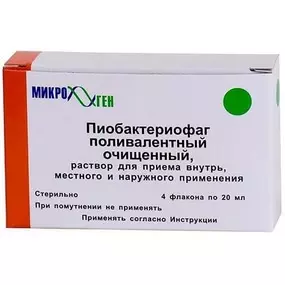 МИКРОГЕН
Пиобактериофаг
поливалентный
очищенный,
раствор для приема внутрь,
местного и наружного применения
Стерильно 4 флакона по 20 мл
При помутнении не применять
Применять согласно Инструкции